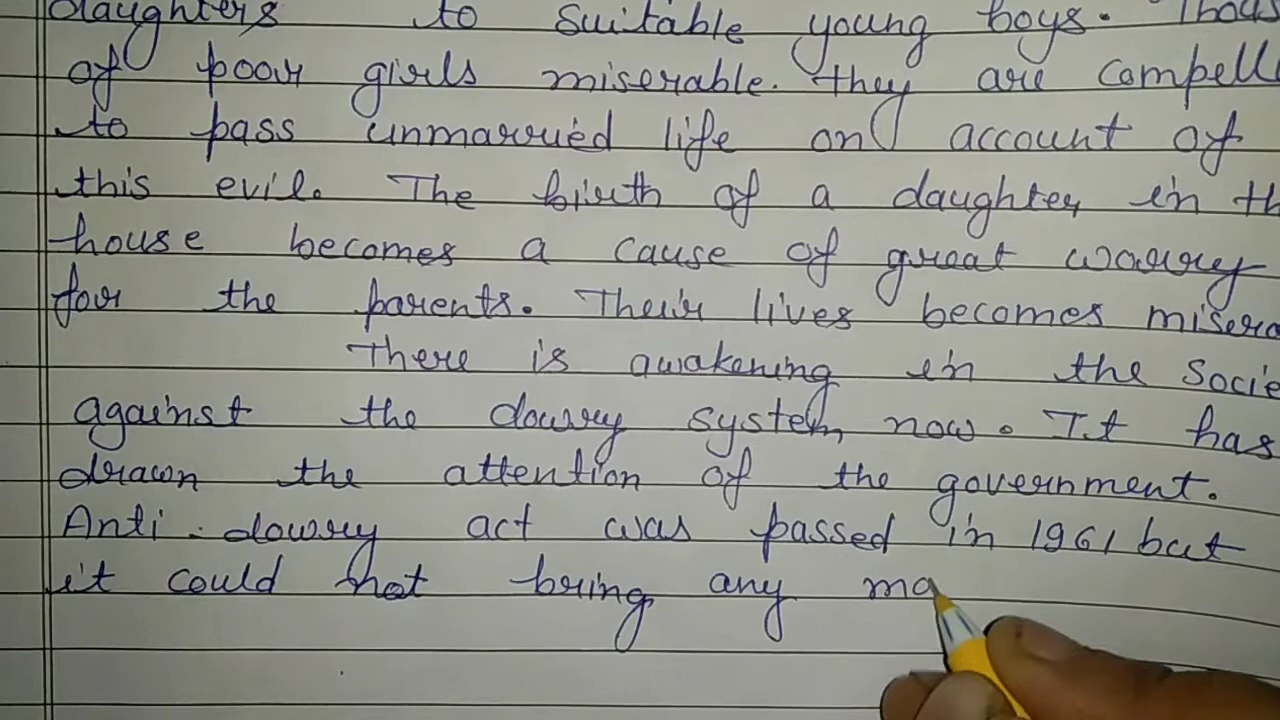 daughters to suitable young boys. Thous
of poor girls miserable. They are compell
to pass unmarried life on account of
this evil. The birth of a daughter in th
house becomes a cause of great worry
for the parents. Their lives becomes misera
There is awakening in the Socie
against the dowry system now. It has
drawn the attention of the government.
Anti-dowry act was passed in 1961 but
it could not bring any ma